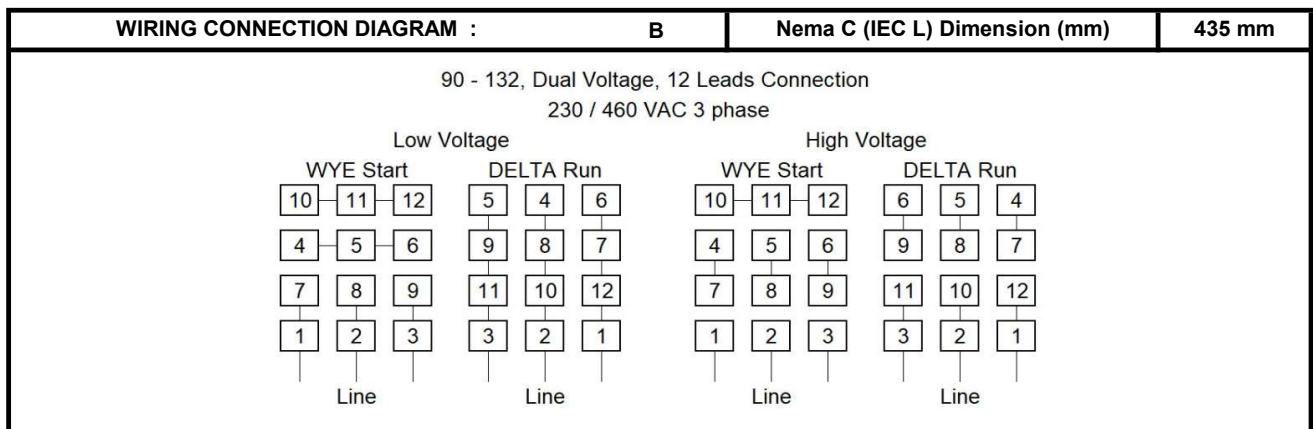 WIRING CONNECTION DIAGRAM : B Nema C (IEC L) Dimension (mm) 435 mm
90 - 132, Dual Voltage, 12 Leads Connection
230 / 460 VAC 3 phase
Low Voltage High Voltage
WYE Start DELTA Run WYE Start DELTA Run
10 11 12 5 4 6 10 11 12 6 5 4
4 5 6 9 8 7 4 5 6 9 8 7
7 8 9 11 10 12 7 8 9 11 10 12
1 2 3 3 2 1 1 2 3 3 2 1
Line Line Line Line